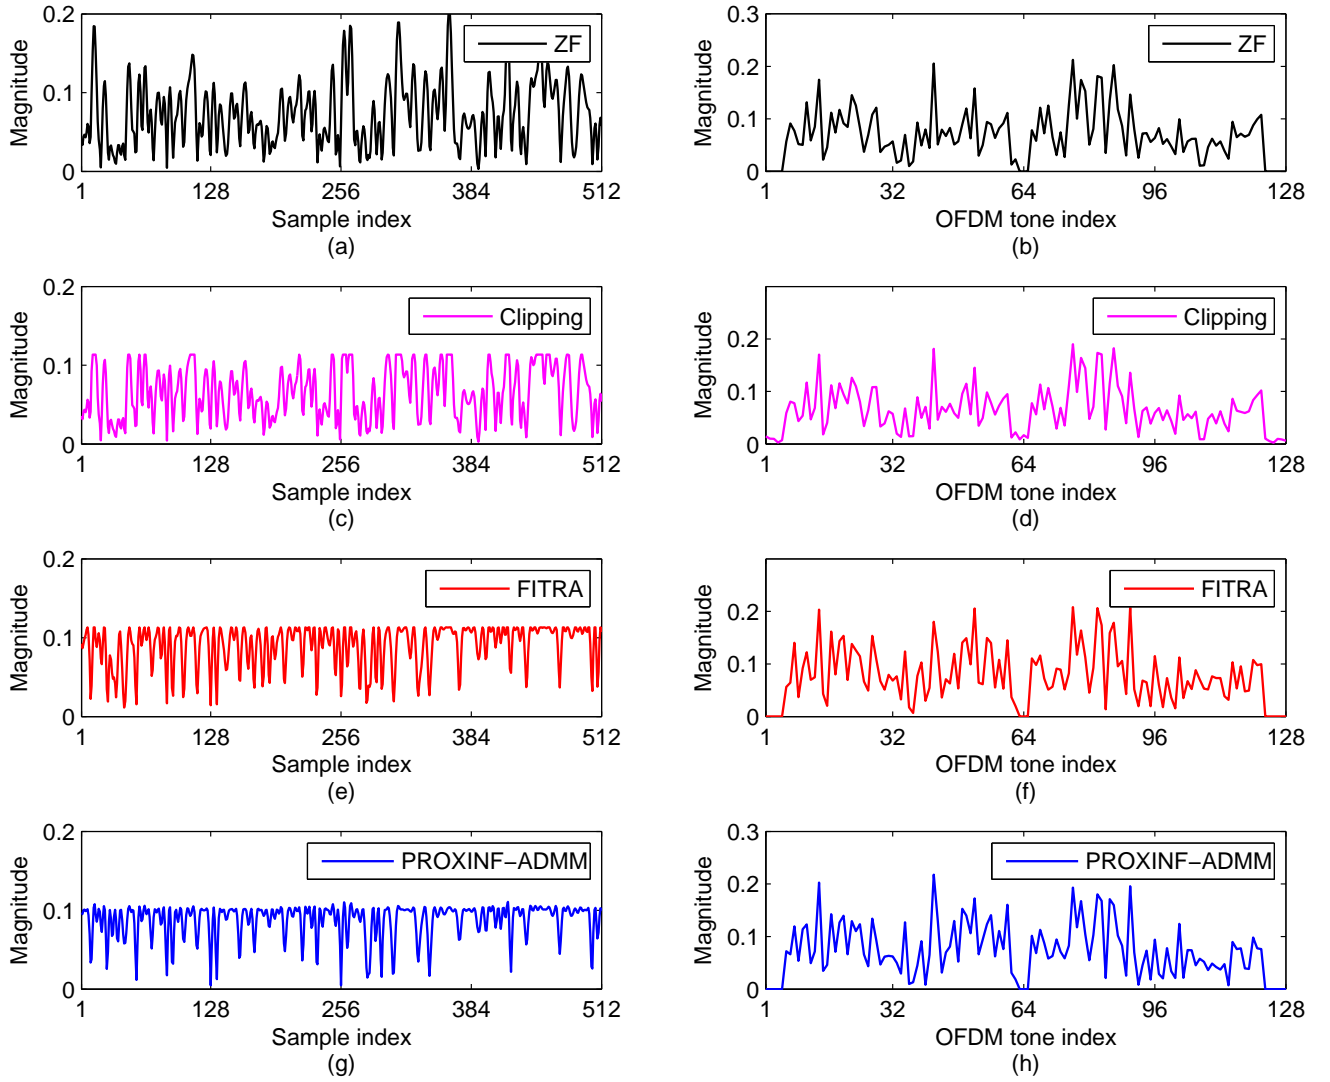 0.2
0.1
0
Magnitude
ZF
1
128
256
384
512
Sample index
(a)
0.3
0.2
0.1
0
Magnitude
ZF
1
32
64
96
128
OFDM tone index
(b)
0.2
0.1
0
Magnitude
Clipping
1
128
256
384
512
Sample index
(c)
0.2
0.1
0
Magnitude
Clipping
1
32
64
96
128
OFDM tone index
(d)
0.2
0.1
0
Magnitude
FITRA
1
128
256
384
512
Sample index
(e)
0.2
0.1
0
Magnitude
FITRA
1
32
64
96
128
OFDM tone index
(f)
0.2
0.1
0
Magnitude
PROXINF−ADMM
1
128
256
384
512
Sample index
(g)
0.3
0.2
0.1
0
Magnitude
PROXINF−ADMM
1
32
64
96
128
OFDM tone index
(h)